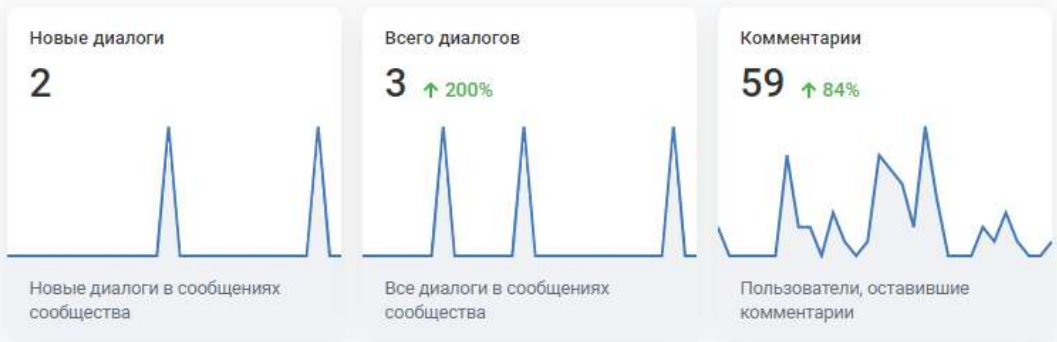 Новые диалоги
2
Новые диалоги в сообщениях
сообщества
Всего диалогов
3 ↑ 200%
Все диалоги в сообщениях
сообщества
Комментарии
59 ↑ 84%
Пользователи, оставившие
комментарии